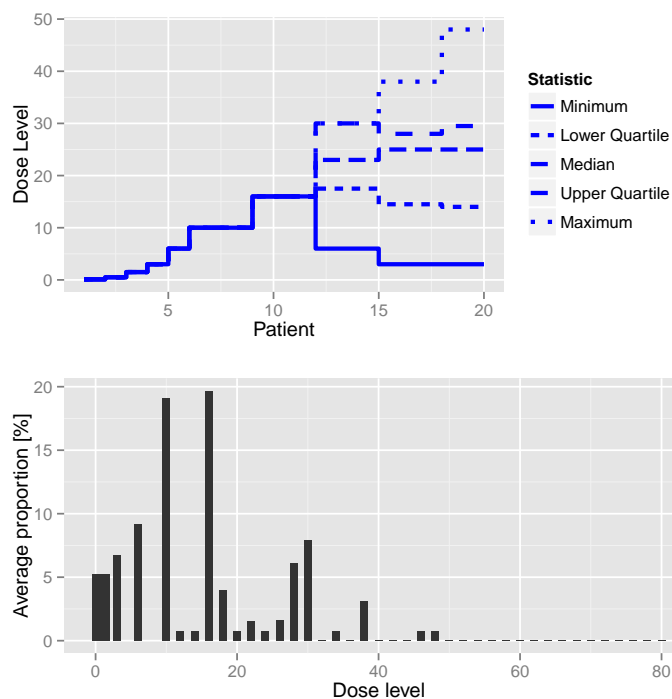 50
40
30
20
10
0
Dose Level
5
10
15
20
Patient
Statistic
Minimum
Lower Quartile
Median
Upper Quartile
Maximum
20
15
10
5
0
Average proportion [%]
0
20
40
60
80
Dose level